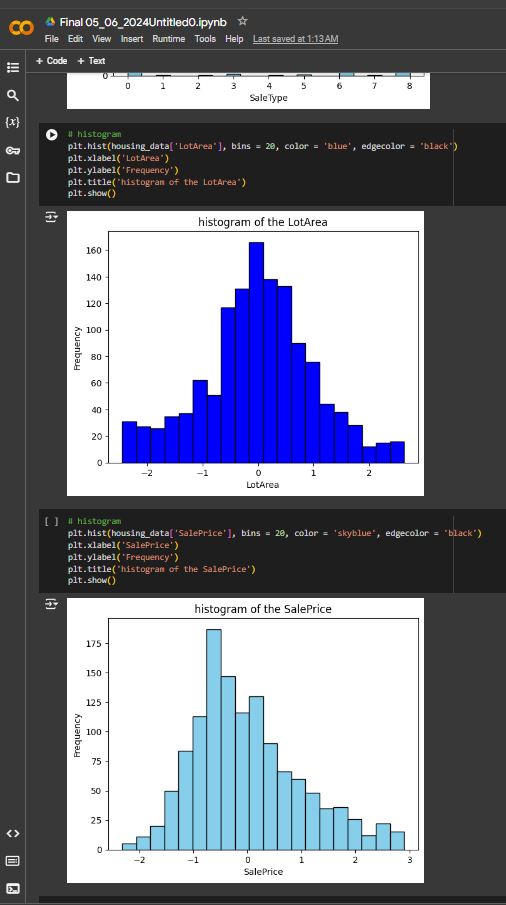 CO Final 05_06_2024Untitled0.ipynb ☆
File Edit View Insert Runtime Tools Help Last saved at 1:13 AM
+ Code + Text
0
0 1 2 3 4 5 6 7 8
SaleType
{x}
# histogram
plt.hist(housing_data['LotArea'], bins = 20, color = 'blue', edgecolor = 'black')
plt.xlabel('LotArea')
plt.ylabel('Frequency')
plt.title('histogram of the LotArea')
plt.show()
histogram of the LotArea
160
140
120
100
80
60
40
20
0
Frequency
−2 −1 0 1 2
LotArea
[ ] # histogram
plt.hist(housing_data['SalePrice'], bins = 20, color = 'skyblue', edgecolor = 'black')
plt.xlabel('SalePrice')
plt.ylabel('Frequency')
plt.title('histogram of the SalePrice')
plt.show()
histogram of the SalePrice
175
150
125
100
75
50
25
0
Frequency
−2 −1 0 1 2 3
SalePrice
<>